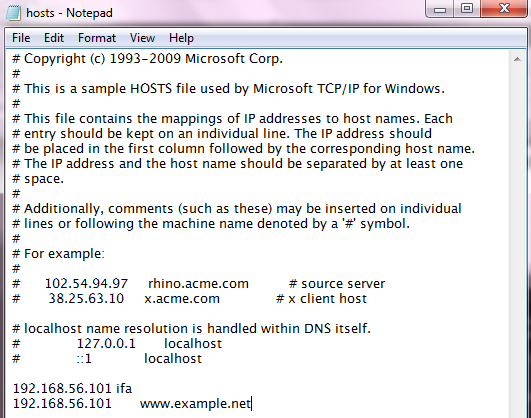 hosts - Notepad
File Edit Format View Help
# Copyright (c) 1993-2009 Microsoft Corp.
#
# This is a sample HOSTS file used by Microsoft TCP/IP for Windows.
#
# This file contains the mappings of IP addresses to host names. Each
# entry should be kept on an individual line. The IP address should
# be placed in the first column followed by the corresponding host name.
# The IP address and the host name should be separated by at least one
# space.
#
# Additionally, comments (such as these) may be inserted on individual
# lines or following the machine name denoted by a '#' symbol.
#
# For example:
#
# 102.54.94.97 rhino.acme.com # source server
# 38.25.63.10 x.acme.com # x client host

# localhost name resolution is handled within DNS itself.
# 127.0.0.1 localhost
# ::1 localhost

192.168.56.101 ifa
192.168.56.101 www.example.net